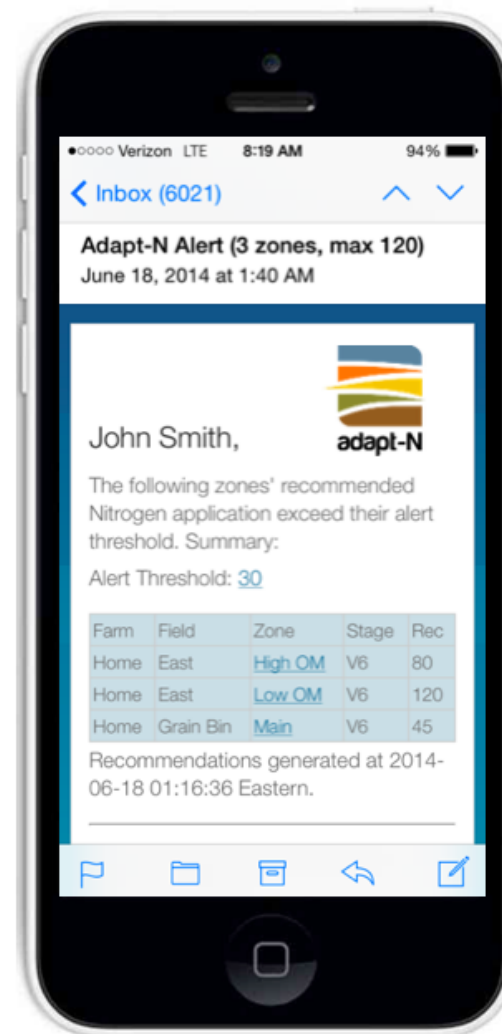 Verizon LTE 8:19 AM 94%
Inbox (6021)
Adapt-N Alert (3 zones, max 120)
June 18, 2014 at 1:40 AM
adapt-N
John Smith,
The following zones' recommended
Nitrogen application exceed their alert
threshold. Summary:
Alert Threshold: 30
Farm Field Zone Stage Rec
Home East High OM V6 80
Home East Low OM V6 120
Home Grain Bin Main V6 45
Recommendations generated at 2014-
06-18 01:16:36 Eastern.